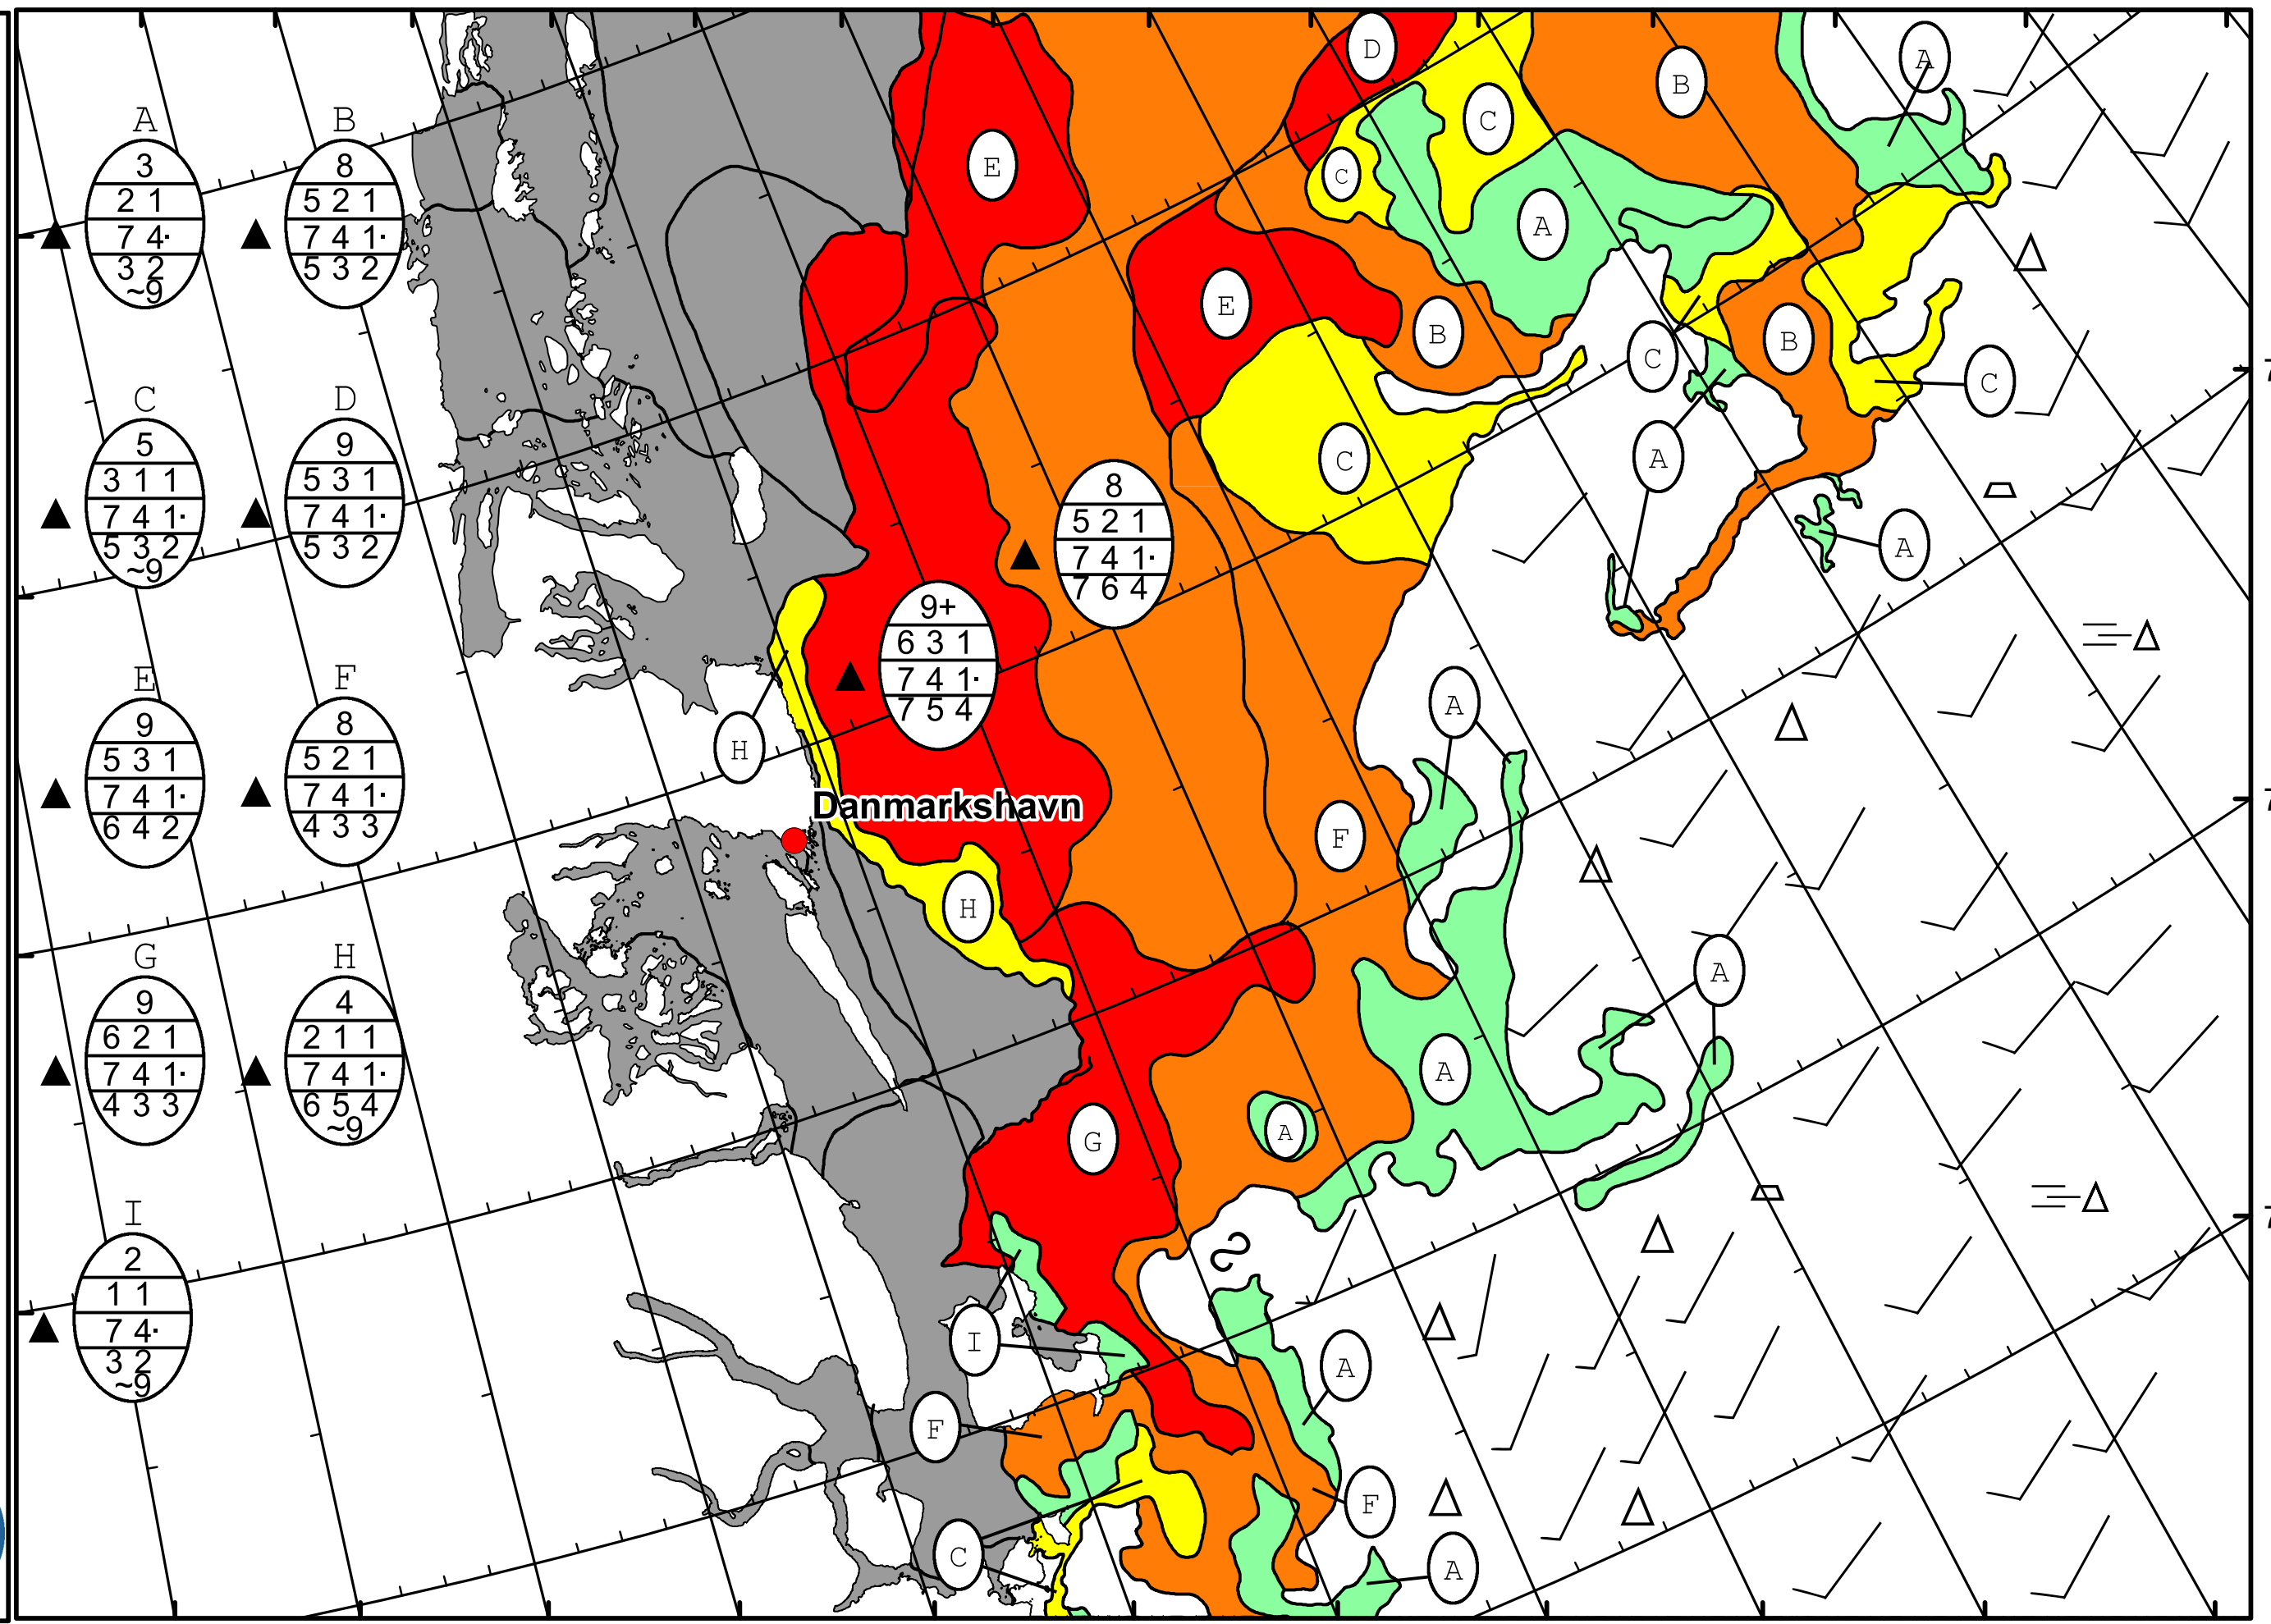 A
3
2 1
7 4·
3 2
~9
B
8
5 2 1
7 4 1·
5 3 2
C
5
3 1 1
7 4 1·
5 3 2
~9
D
9
5 3 1
7 4 1·
5 3 2
E
9
5 3 1
7 4 1·
6 4 2
F
8
5 2 1
7 4 1·
4 3 3
G
9
6 2 1
7 4 1·
4 3 3
H
4
2 1 1
7 4 1·
6 5 4
~9
I
2
1 1
7 4·
3 2
~9
D
A
B
C
E
C
A
E
B
C
B
C
C
A
8
5 2 1
7 4 1·
7 6 4
A
9+
6 3 1
7 4 1·
7 5 4
A
H
Danmarkshavn
F
H
A
A
A
G
I
A
F
F
C
A
7
7
7